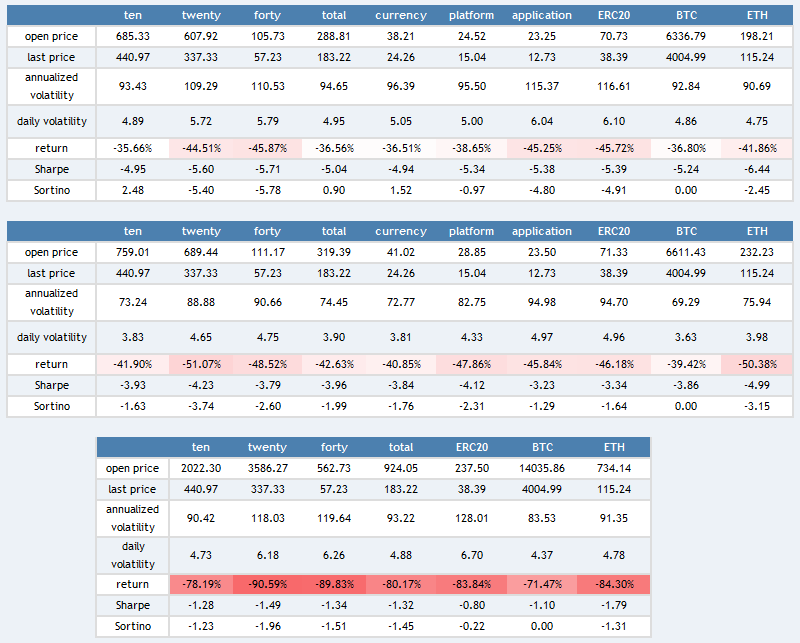 ten twenty forty total currency platform application ERC20 BTC ETH
open price 685.33 607.92 105.73 288.81 38.21 24.52 23.25 70.73 6336.79 198.21
last price 440.97 337.33 57.23 183.22 24.26 15.04 12.73 38.39 4004.99 115.24
annualized volatility 93.43 109.29 110.53 94.65 96.39 95.50 115.37 116.61 92.84 90.69
daily volatility 4.89 5.72 5.79 4.95 5.05 5.00 6.04 6.10 4.86 4.75
return -35.66% -44.51% -45.87% -36.56% -36.51% -38.65% -45.25% -45.72% -36.80% -41.86%
Sharpe -4.95 -5.60 -5.71 -5.04 -4.94 -5.34 -5.38 -5.39 -5.24 -6.44
Sortino 2.48 -5.40 -5.78 0.90 1.52 -0.97 -4.80 -4.91 0.00 -2.45
ten twenty forty total currency platform application ERC20 BTC ETH
open price 759.01 689.44 111.17 319.39 41.02 28.85 23.50 71.33 6611.43 232.23
last price 440.97 337.33 57.23 183.22 24.26 15.04 12.73 38.39 4004.99 115.24
annualized volatility 73.24 88.88 90.66 74.45 72.77 82.75 94.98 94.70 69.29 75.94
daily volatility 3.83 4.65 4.75 3.90 3.81 4.33 4.97 4.96 3.63 3.98
return -41.90% -51.07% -48.52% -42.63% -40.85% -47.86% -45.84% -46.18% -39.42% -50.38%
Sharpe -3.93 -4.23 -3.79 -3.96 -3.84 -4.12 -3.23 -3.34 -3.86 -4.99
Sortino -1.63 -3.74 -2.60 -1.99 -1.76 -2.31 -1.29 -1.64 0.00 -3.15
ten twenty forty total ERC20 BTC ETH
open price 2022.30 3586.27 562.73 924.05 237.50 14035.86 734.14
last price 440.97 337.33 57.23 183.22 38.39 4004.99 115.24
annualized volatility 90.42 118.03 119.64 93.22 128.01 83.53 91.35
daily volatility 4.73 6.18 6.26 4.88 6.70 4.37 4.78
return -78.19% -90.59% -89.83% -80.17% -83.84% -71.47% -84.30%
Sharpe -1.28 -1.49 -1.34 -1.32 -0.80 -1.10 -1.79
Sortino -1.23 -1.96 -1.51 -1.45 -0.22 0.00 -1.31